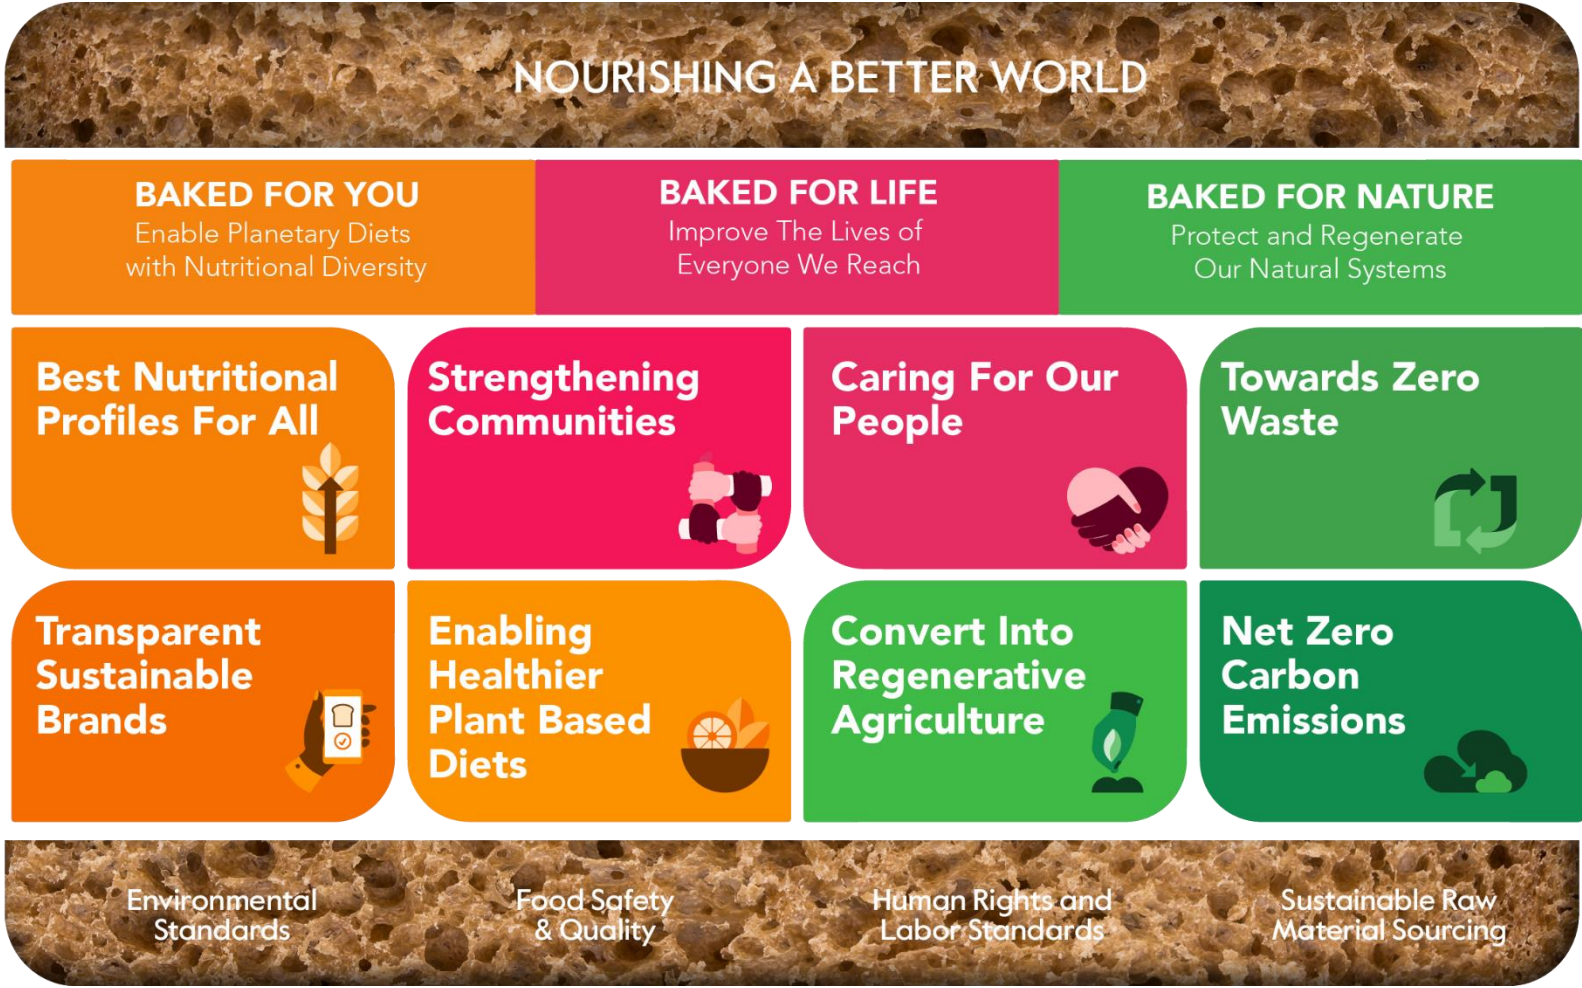 NOURISHING A BETTER WORLD
BAKED FOR YOU
Enable Planetary Diets
with Nutritional Diversity
BAKED FOR LIFE
Improve The Lives of
Everyone We Reach
BAKED FOR NATURE
Protect and Regenerate
Our Natural Systems
Best Nutritional
Profiles For All
Strengthening
Communities
Caring For Our
People
Towards Zero
Waste
Transparent
Sustainable
Brands
Enabling
Healthier
Plant Based
Diets
Convert Into
Regenerative
Agriculture
Net Zero
Carbon
Emissions
Environmental
Standards
Food Safety
& Quality
Human Rights and
Labor Standards
Sustainable Raw
Material Sourcing